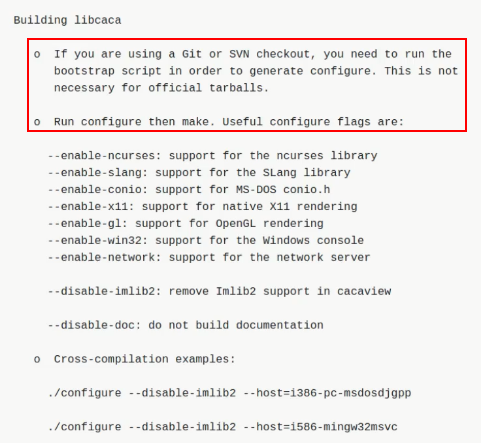 Building libcaca
o  If you are using a Git or SVN checkout, you need to run the
bootstrap script in order to generate configure. This is not
necessary for official tarballs.
o  Run configure then make. Useful configure flags are:
--enable-ncurses: support for the ncurses library
--enable-slang: support for the SLang library
--enable-conio: support for MS-DOS conio.h
--enable-x11: support for native X11 rendering
--enable-gl: support for OpenGL rendering
--enable-win32: support for the Windows console
--enable-network: support for the network server
--disable-imlib2: remove Imlib2 support in cacaview
--disable-doc: do not build documentation
o  Cross-compilation examples:
./configure --disable-imlib2 --host=i386-pc-msdosdjgpp
./configure --disable-imlib2 --host=i586-mingw32msvc